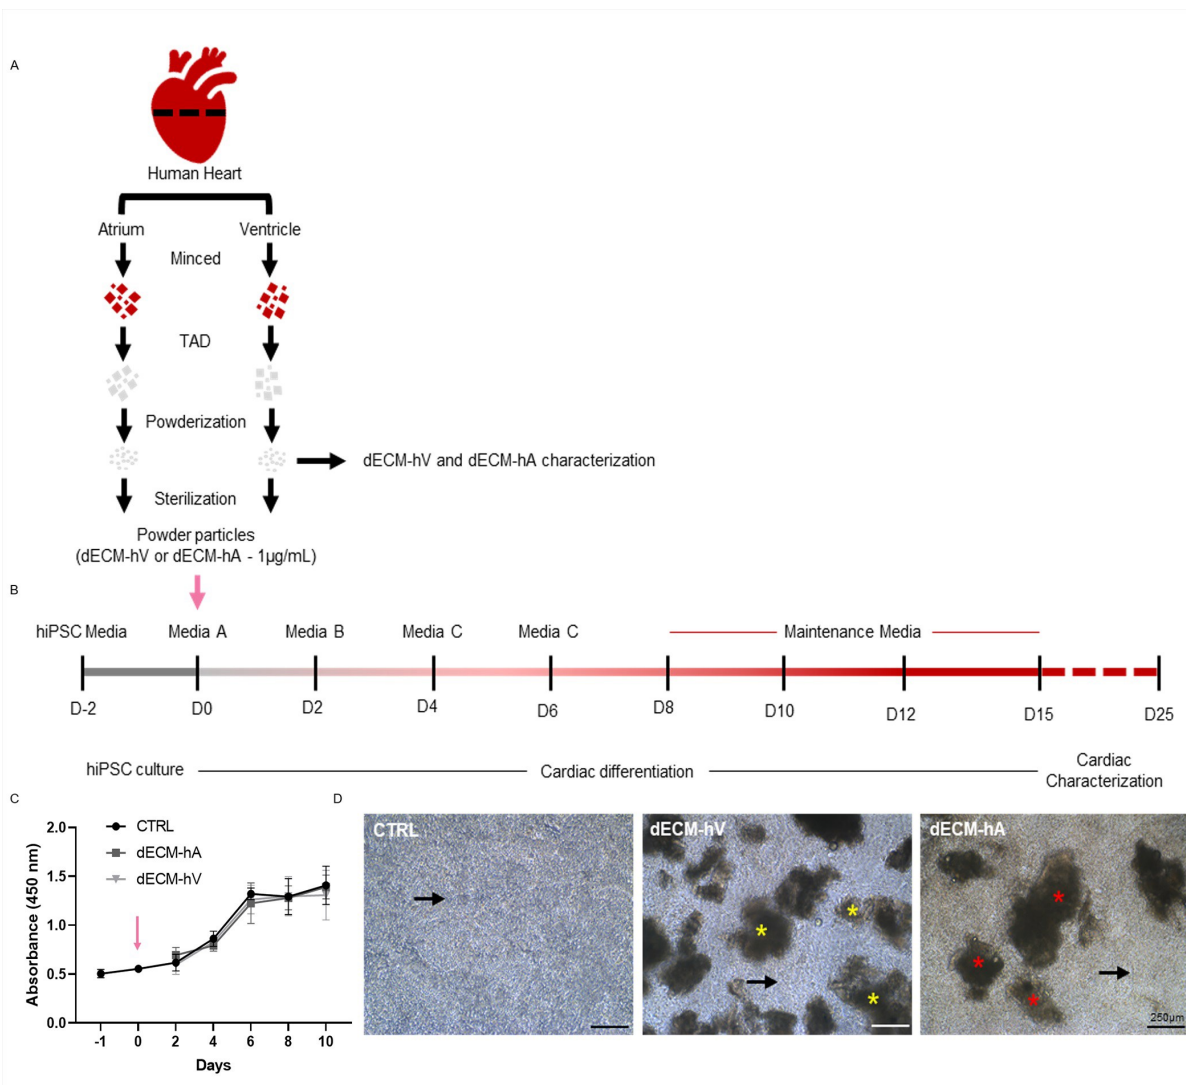 A
Human Heart
Atrium
Ventricle
Minced
TAD
Powderization
dECM-hV and dECM-hA characterization
Sterilization
Powder particles
(dECM-hV or dECM-hA - 1µg/mL)
B
hiPSC Media
Media A
Media B
Media C
Media C
Maintenance Media
D-2
D0
D2
D4
D6
D8
D10
D12
D15
D25
hiPSC culture
Cardiac differentiation
Cardiac
Characterization
C
CTRL
dECM-hA
dECM-hV
Absorbance (450 nm)
2.0
1.5
1.0
0.5
0.0
-1
0
2
4
6
8
10
Days
D
CTRL
dECM-hV
*
*
*
dECM-hA
*
*
*
250µm